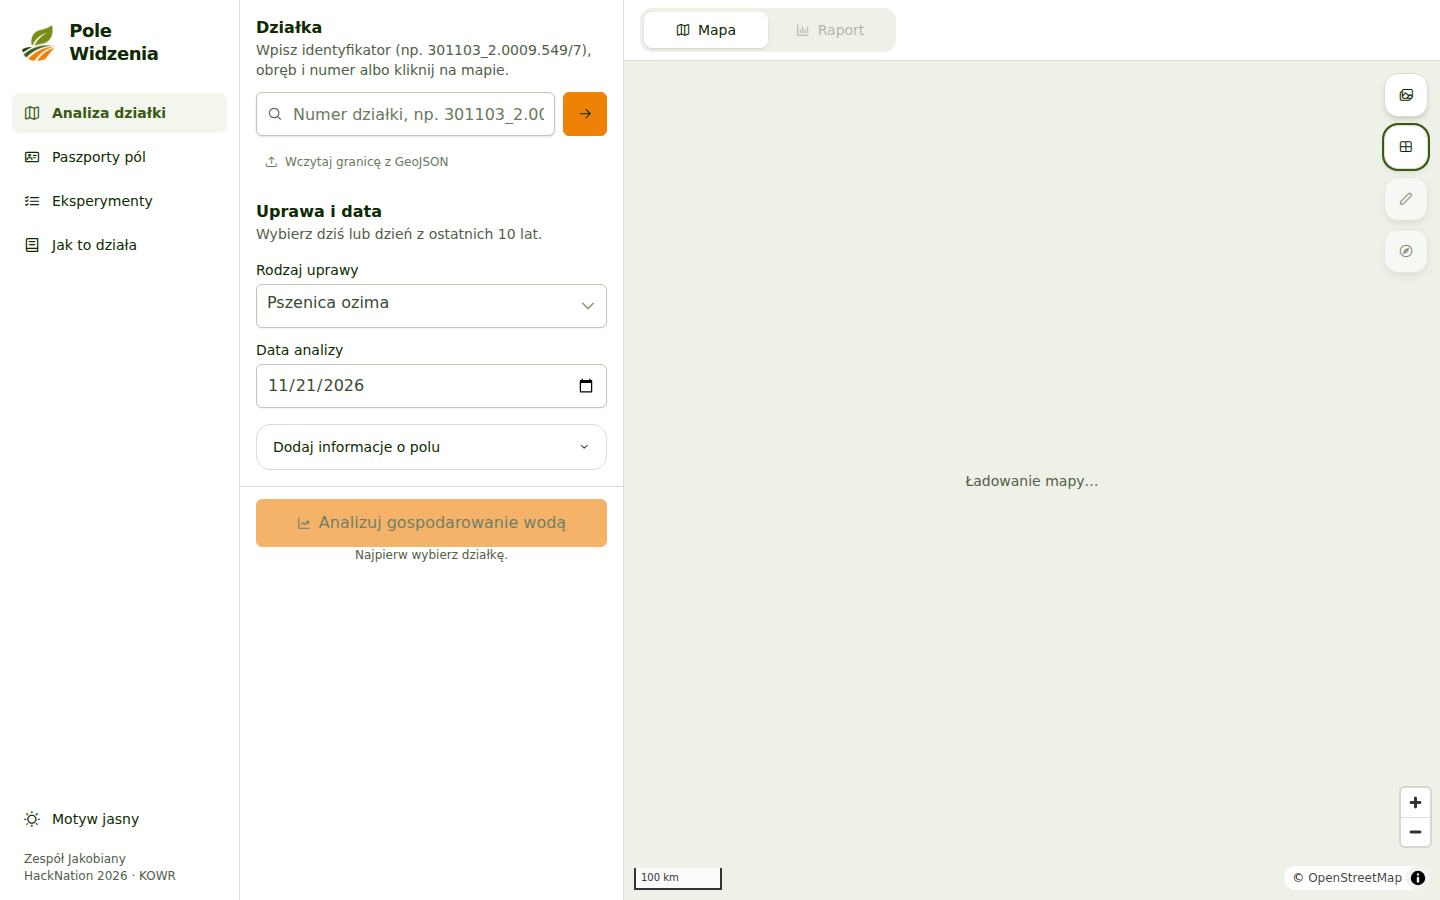 Pole
Widzenia
Analiza działki
Paszporty pól
Eksperymenty
Jak to działa
Motyw jasny
Zespół Jakobiany
HackNation 2026 · KOWR
Działka
Wpisz identyfikator (np. 301103_2.0009.549/7),
obręb i numer albo kliknij na mapie.
Numer działki, np. 301103_2.00
Wczytaj granicę z GeoJSON
Uprawa i data
Wybierz dziś lub dzień z ostatnich 10 lat.
Rodzaj uprawy
Pszenica ozima
Data analizy
11/21/2026
Dodaj informacje o polu
Analizuj gospodarowanie wodą
Najpierw wybierz działkę.
Mapa
Raport
Ładowanie mapy...
100 km
© OpenStreetMap